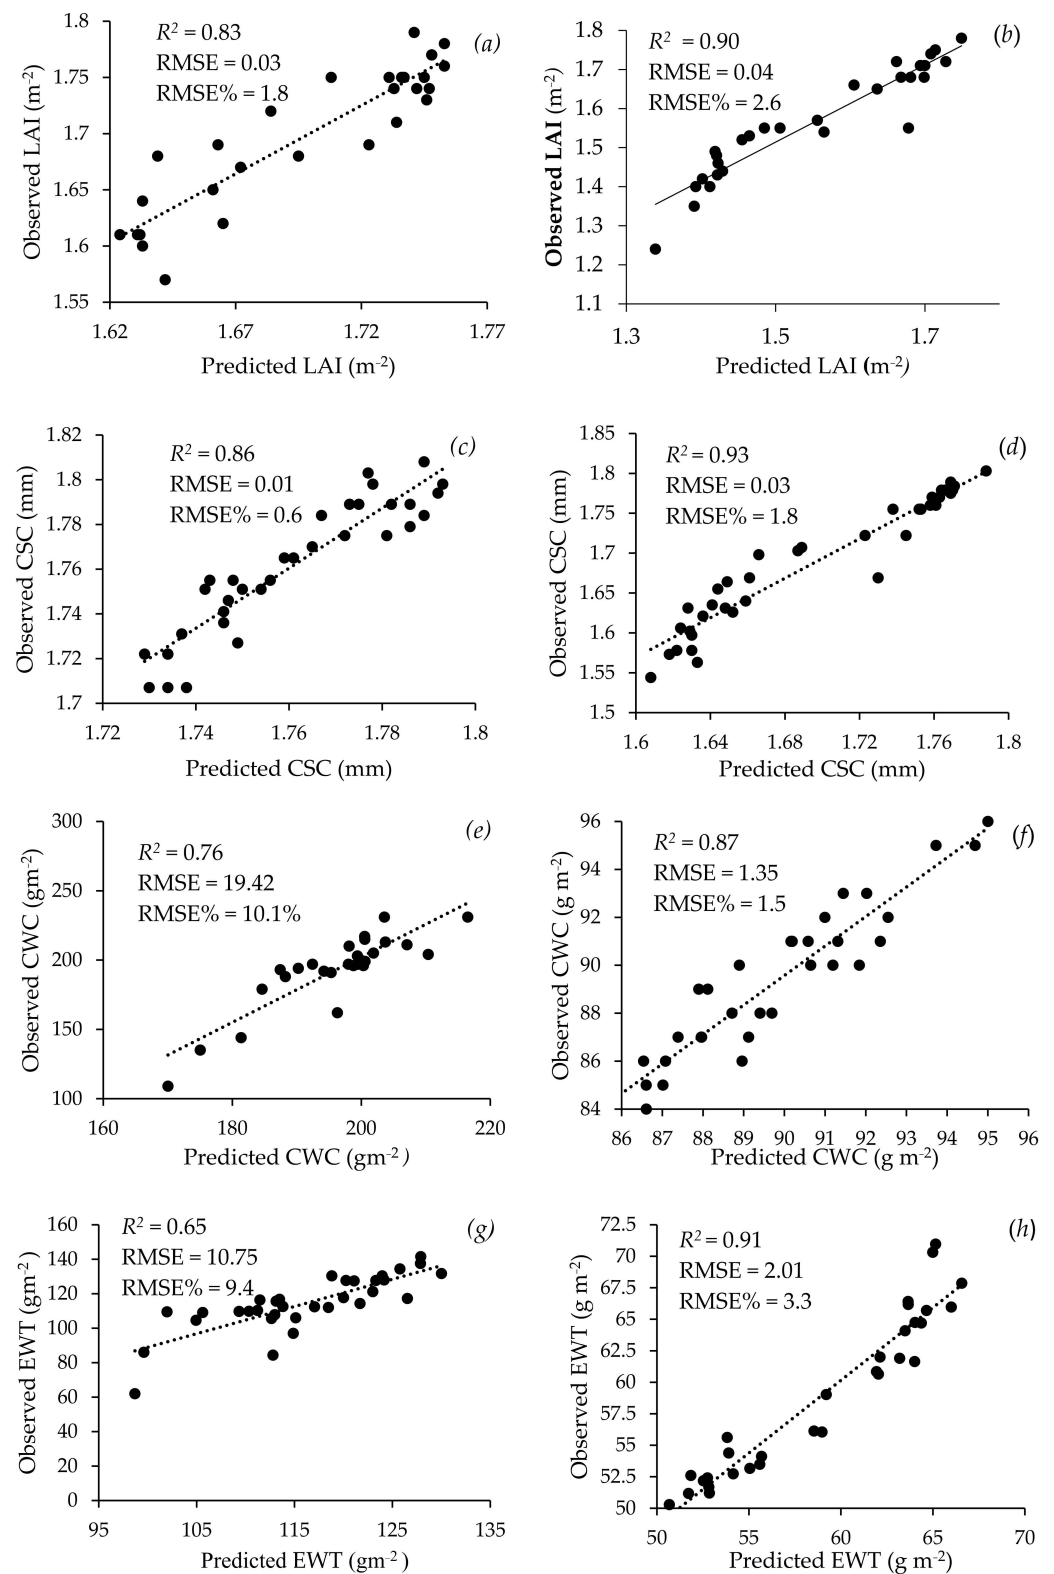 R² = 0.83
RMSE = 0.03
RMSE% = 1.8
(a)
Observed LAI (m⁻²)
1.8
1.75
1.7
1.65
1.6
1.55
1.62 1.67 1.72 1.77
Predicted LAI (m⁻²)
R² = 0.90
RMSE = 0.04
RMSE% = 2.6
(b)
Observed LAI (m⁻²)
1.8
1.7
1.6
1.5
1.4
1.3
1.2
1.1
1.3 1.5 1.7
Predicted LAI (m⁻²)
R² = 0.86
RMSE = 0.01
RMSE% = 0.6
(c)
Observed CSC (mm)
1.82
1.8
1.78
1.76
1.74
1.72
1.7
1.72 1.74 1.76 1.78 1.8
Predicted CSC (mm)
R² = 0.93
RMSE = 0.03
RMSE% = 1.8
(d)
Observed CSC (mm)
1.85
1.8
1.75
1.7
1.65
1.6
1.55
1.5
1.6 1.64 1.68 1.72 1.76 1.8
Predicted CSC (mm)
R² = 0.76
RMSE = 19.42
RMSE% = 10.1%
(e)
Observed CWC (gm⁻²)
300
250
200
150
100
160 180 200 220
Predicted CWC (gm⁻²)
R² = 0.87
RMSE = 1.35
RMSE% = 1.5
(f)
Observed CWC (g m⁻²)
96
94
92
90
88
86
84
86 87 88 89 90 91 92 93 94 95 96
Predicted CWC (g m⁻²)
R² = 0.65
RMSE = 10.75
RMSE% = 9.4
(g)
Observed EWT (gm⁻²)
160
140
120
100
80
60
40
20
0
95 105 115 125 135
Predicted EWT (gm⁻²)
R² = 0.91
RMSE = 2.01
RMSE% = 3.3
(h)
Observed EWT (g m⁻²)
72.5
70
67.5
65
62.5
60
57.5
55
52.5
50
50 55 60 65 70
Predicted EWT (g m⁻²)